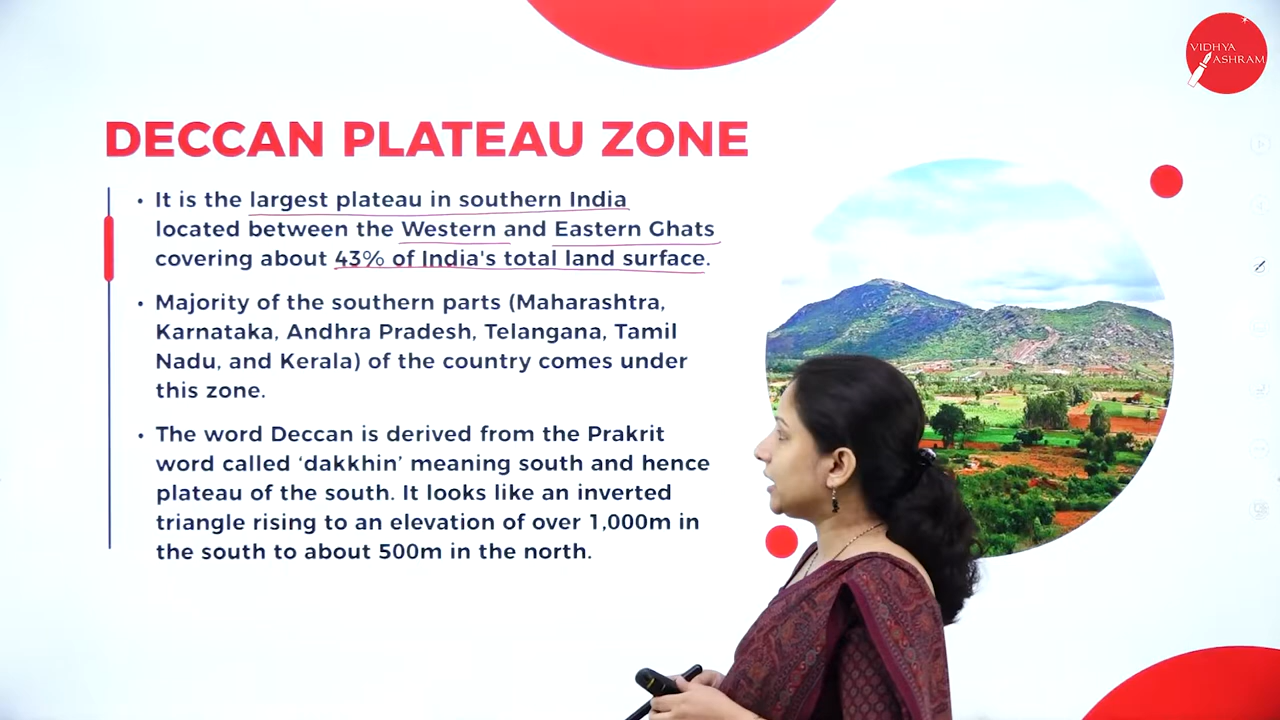 VIDHYA
ASHRAM
DECCAN PLATEAU ZONE
• It is the largest plateau in southern India
located between the Western and Eastern Ghats
covering about 43% of India's total land surface.
• Majority of the southern parts (Maharashtra,
Karnataka, Andhra Pradesh, Telangana, Tamil
Nadu, and Kerala) of the country comes under
this zone.
• The word Deccan is derived from the Prakrit
word called ‘dakkhin’ meaning south and hence
plateau of the south. It looks like an inverted
triangle rising to an elevation of over 1,000m in
the south to about 500m in the north.